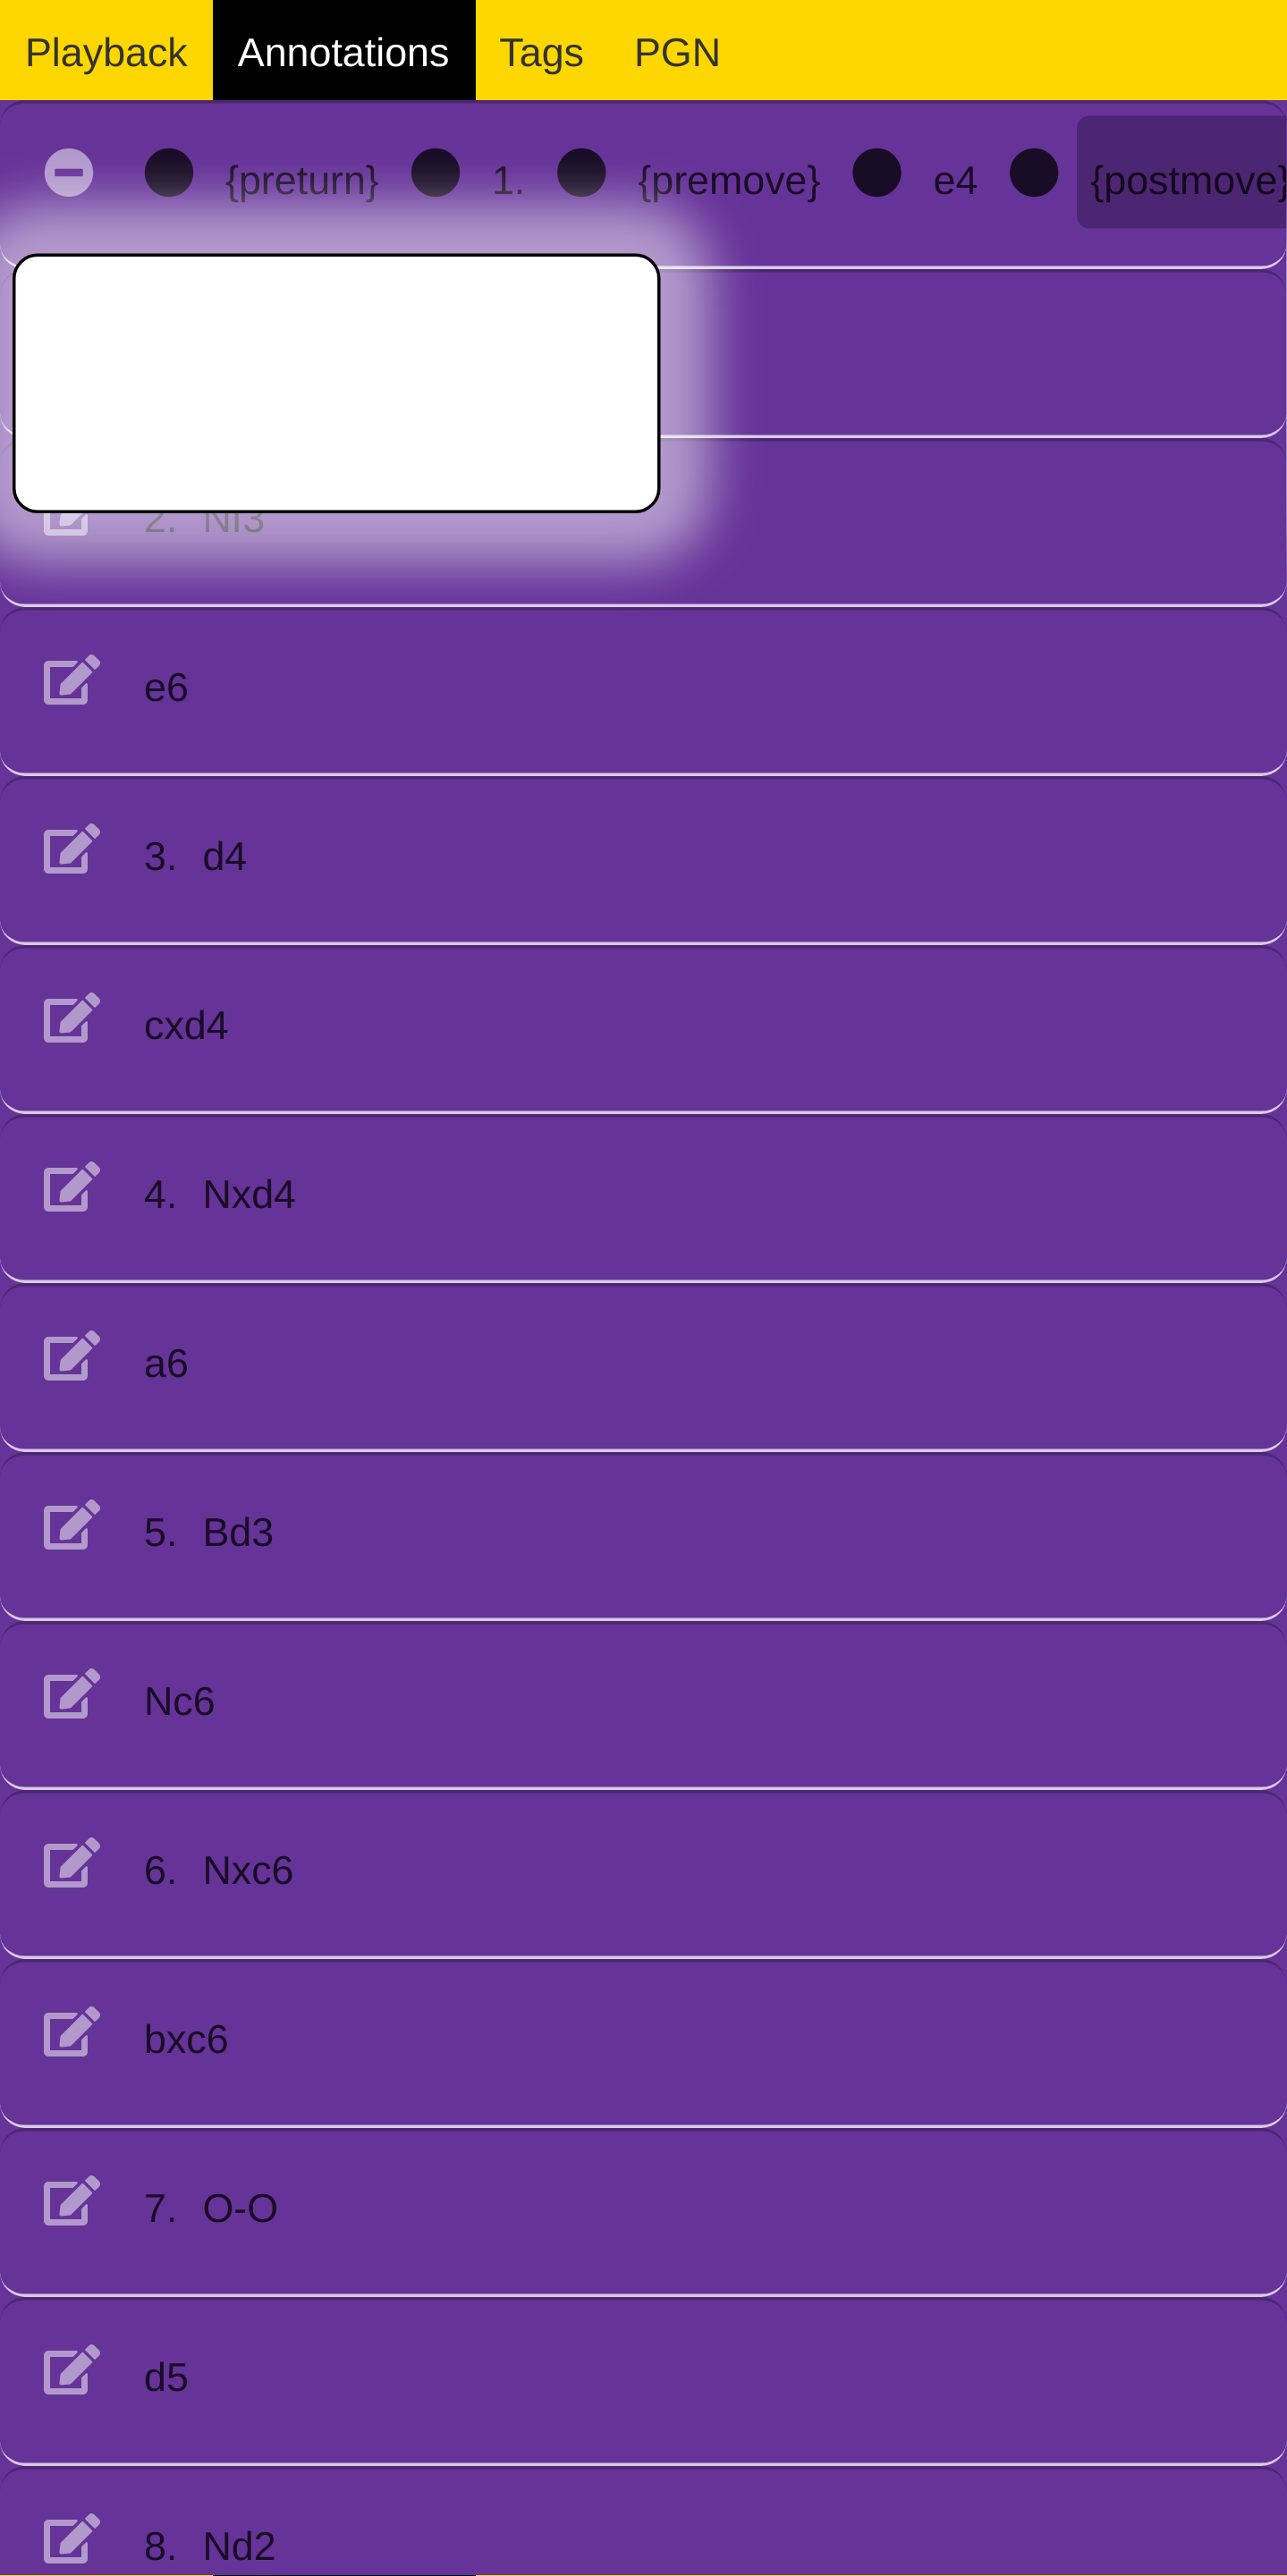 Playback Annotations Tags PGN
{preturn} 1. {premove} e4 {postmove}
2. Nf3
e6
3. d4
cxd4
4. Nxd4
a6
5. Bd3
Nc6
6. Nxc6
bxc6
7. O-O
d5
8. Nd2